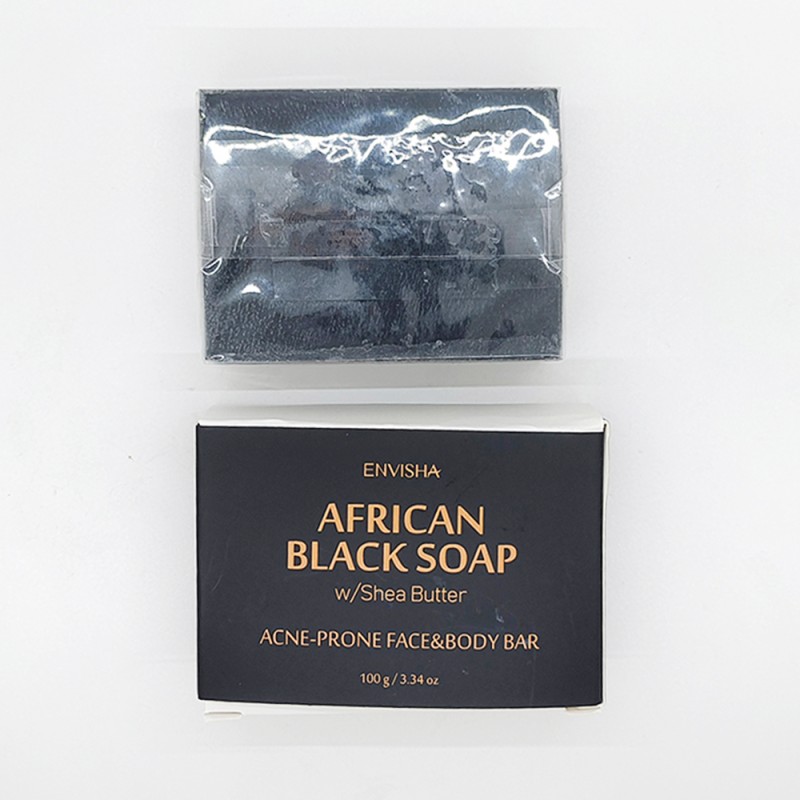 ENVISHA
AFRICAN
BLACK SOAP
w/Shea Butter
ACNE-PRONE FACE&BODY BAR
100 g / 3.34 oz